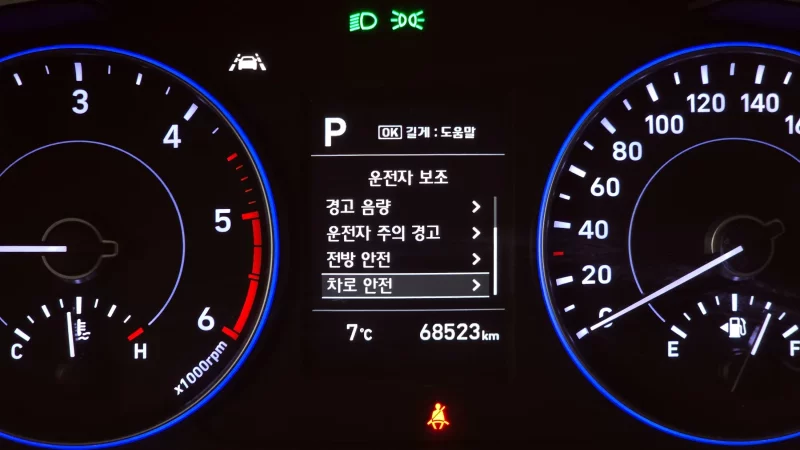 P OK 길게 : 도움말
운전자 보조
경고 음량
운전자 주의 경고
전방 안전
차로 안전
7℃ 68523km
3
4
5
6
x1000rpm
C H
0
20
40
60
80
100
120
140
E F